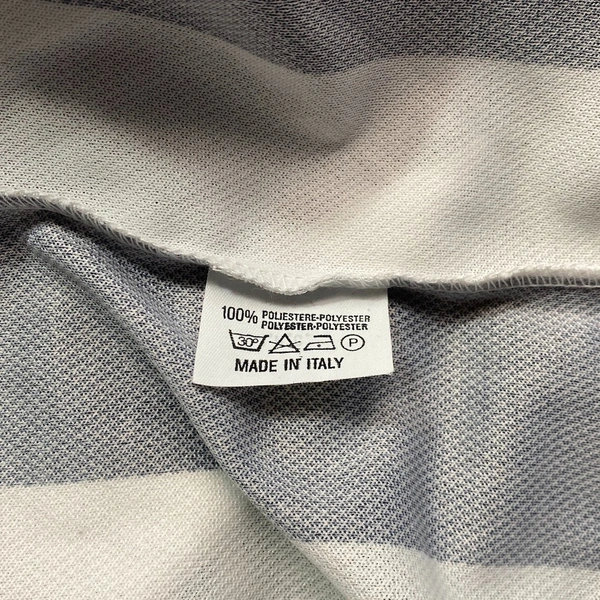 100% POLIESTERE-POLYESTER
POLYESTER-POLYESTER
30° P
MADE IN ITALY